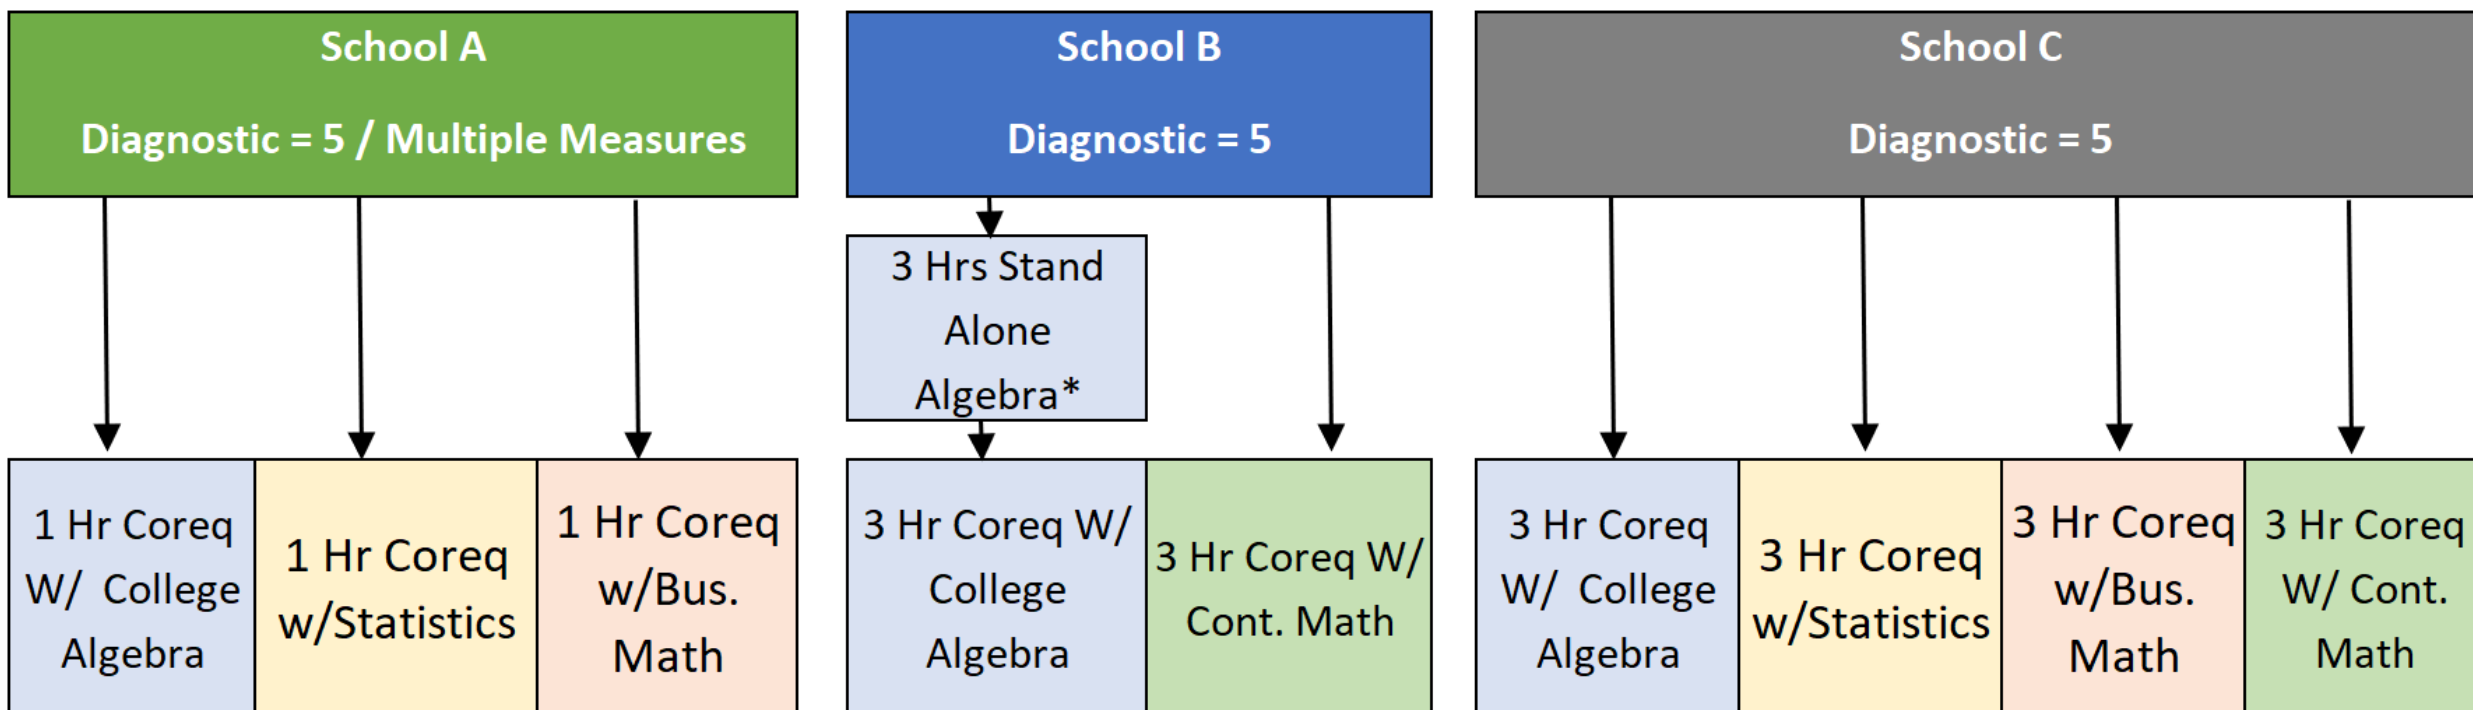 School A
Diagnostic = 5 / Multiple Measures
School B
Diagnostic = 5
School C
Diagnostic = 5
3 Hrs Stand
Alone
Algebra*
1 Hr Coreq
W/ College
Algebra
1 Hr Coreq
w/Statistics
1 Hr Coreq
w/Bus.
Math
3 Hr Coreq W/
College
Algebra
3 Hr Coreq W/
Cont. Math
3 Hr Coreq
W/ College
Algebra
3 Hr Coreq
w/Statistics
3 Hr Coreq
w/Bus.
Math
3 Hr Coreq
W/ Cont.
Math